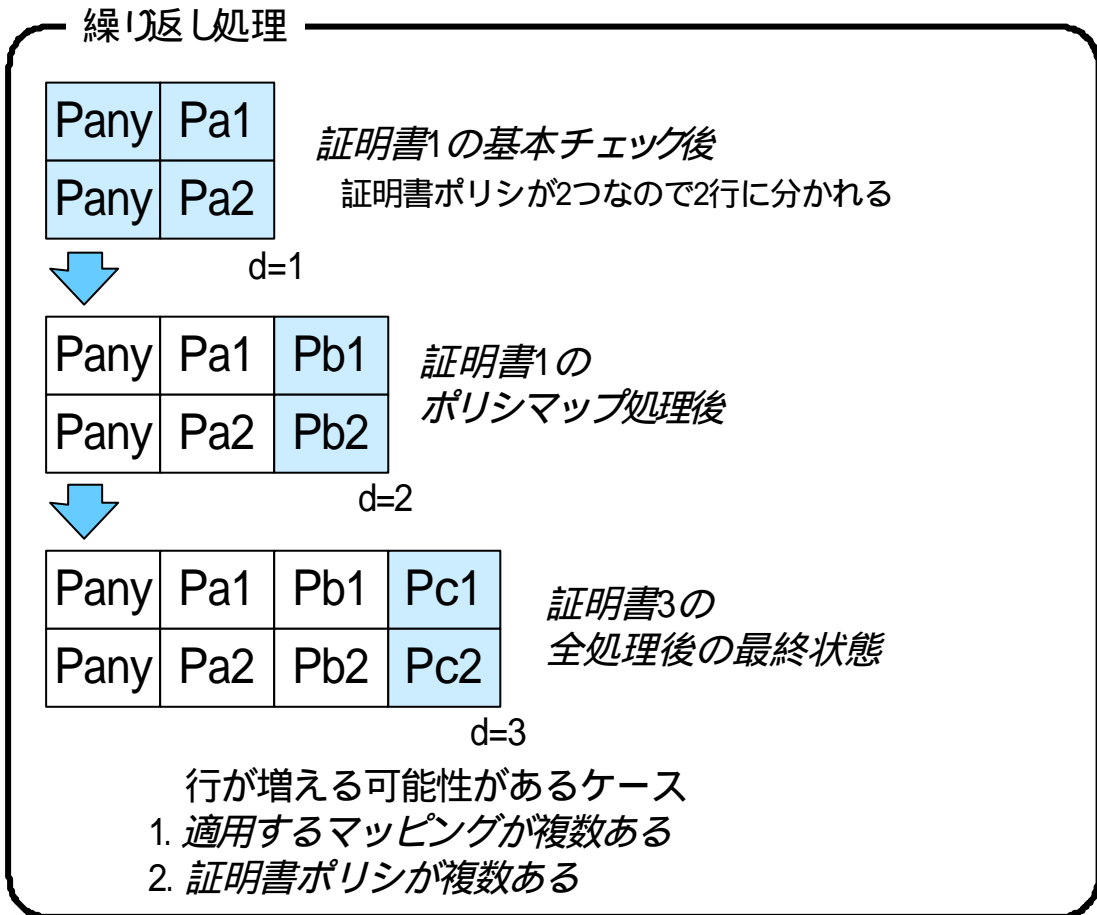 繰り返し処理
Pany Pa1
証明書1の基本チェック後
Pany Pa2
証明書ポリシが2つなので2行に分かれる
d=1
Pany Pa1 Pb1
証明書1の
Pany Pa2 Pb2
ポリシマップ処理後
d=2
Pany Pa1 Pb1 Pc1
証明書3の
Pany Pa2 Pb2 Pc2
全処理後の最終状態
d=3
行が増える可能性があるケース
1. 適用するマッピングが複数ある
2. 証明書ポリシが複数ある